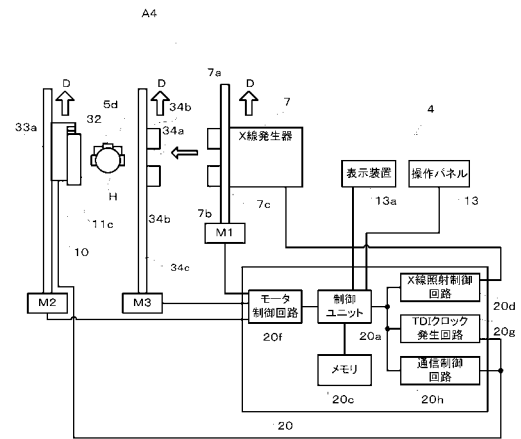 A4
D
D
D
7a
7
4
5d
34b
32
34a
33a
X線発生器
表示装置
操作パネル
H
11c
7b
7c
13a
13
10
34b
M1
34c
M2
M3
モータ
制御回路
制御
ユニット
X線照射制御
回路
20d
TDIクロック
発生回路
20g
20f
20a
メモリ
通信制御
回路
20c
20h
20